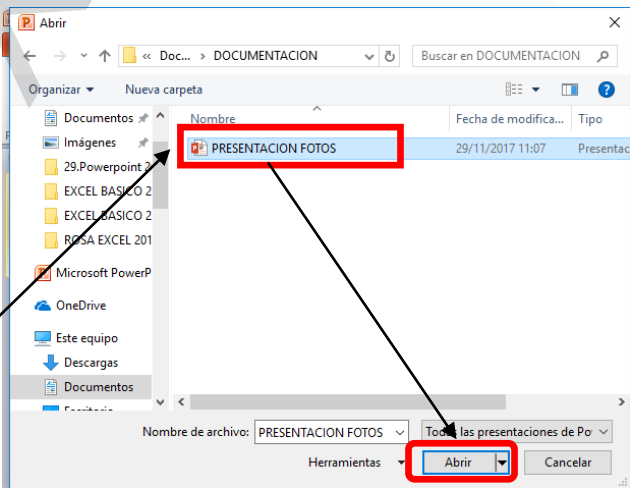 Abrir
« Doc... > DOCUMENTACION
Buscar en DOCUMENTACION
Organizar Nueva carpeta
Nombre Fecha de modifica... Tipo
PRESENTACION FOTOS 29/11/2017 11:07 Presentac
Documentos
Imágenes
29.Powerpoint 2
EXCEL BASICO 2
EXCEL BASICO 2
ROSA EXCEL 201
Microsoft PowerP
OneDrive
Este equipo
Descargas
Documentos
Nombre de archivo: PRESENTACION FOTOS las presentaciones de Po
Herramientas Abrir Cancelar